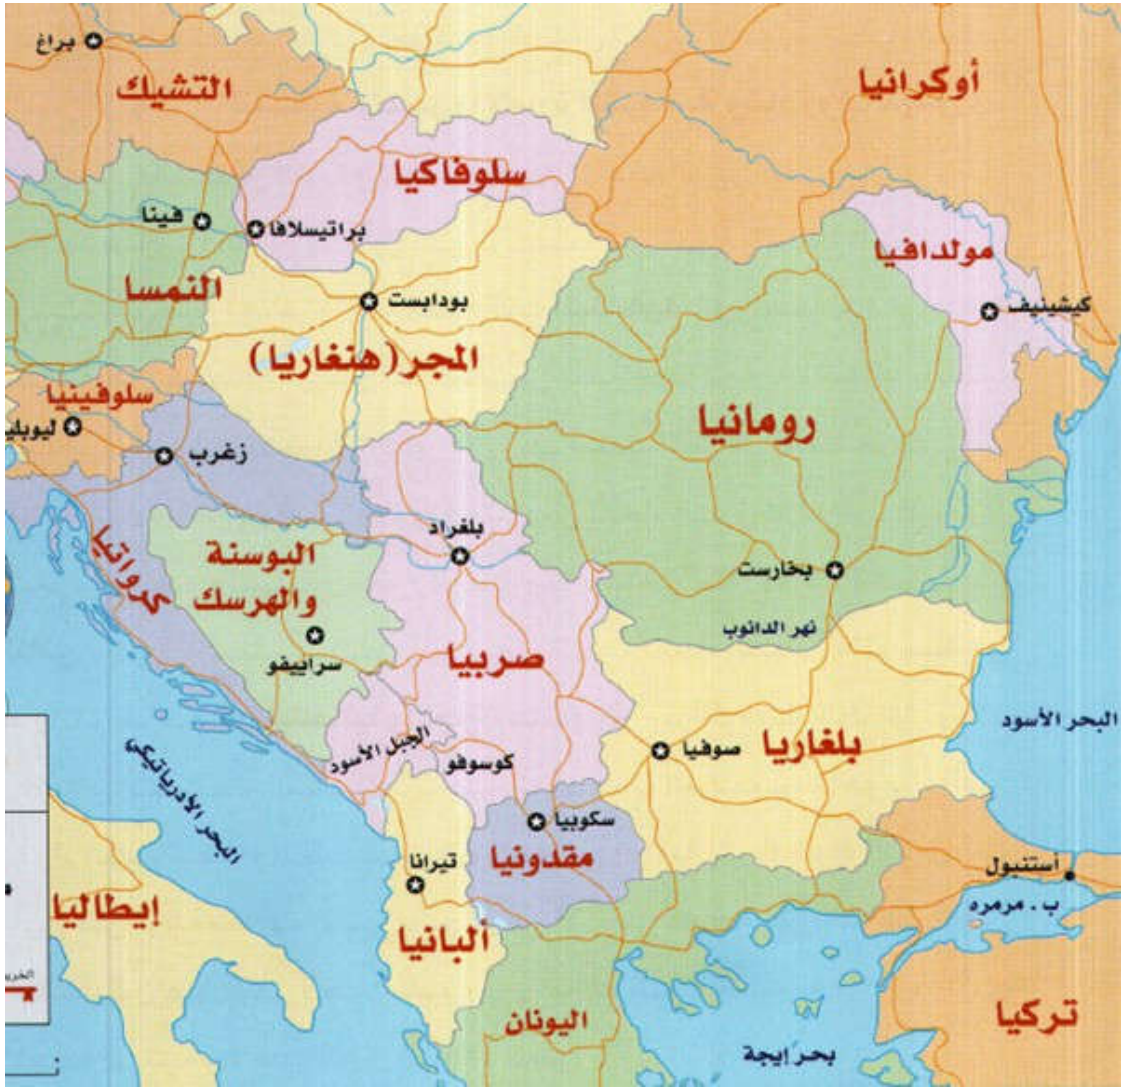 براغ
التشيك
أوكرانيا
سلوفاكيا
فينا
براتيسلافا
مولدافيا
النمسا
بودابست
كيشينيف
المجر (هنغاريا)
سلوفينيا
رومانيا
زغرب
بلغراد
البوسنة
والهرسك
كرواتيا
بخارست
نهر الدانوب
سراييفو
صربيا
البحر الأسود
الجبل الأسود
كوسوفو
صوفيا
بلغاريا
البحر الأدرياتيكي
سكوبيا
مقدونيا
تيرانا
أستنبول
ب. مرمره
إيطاليا
ألبانيا
اليونان
تركيا
بحر إيجة